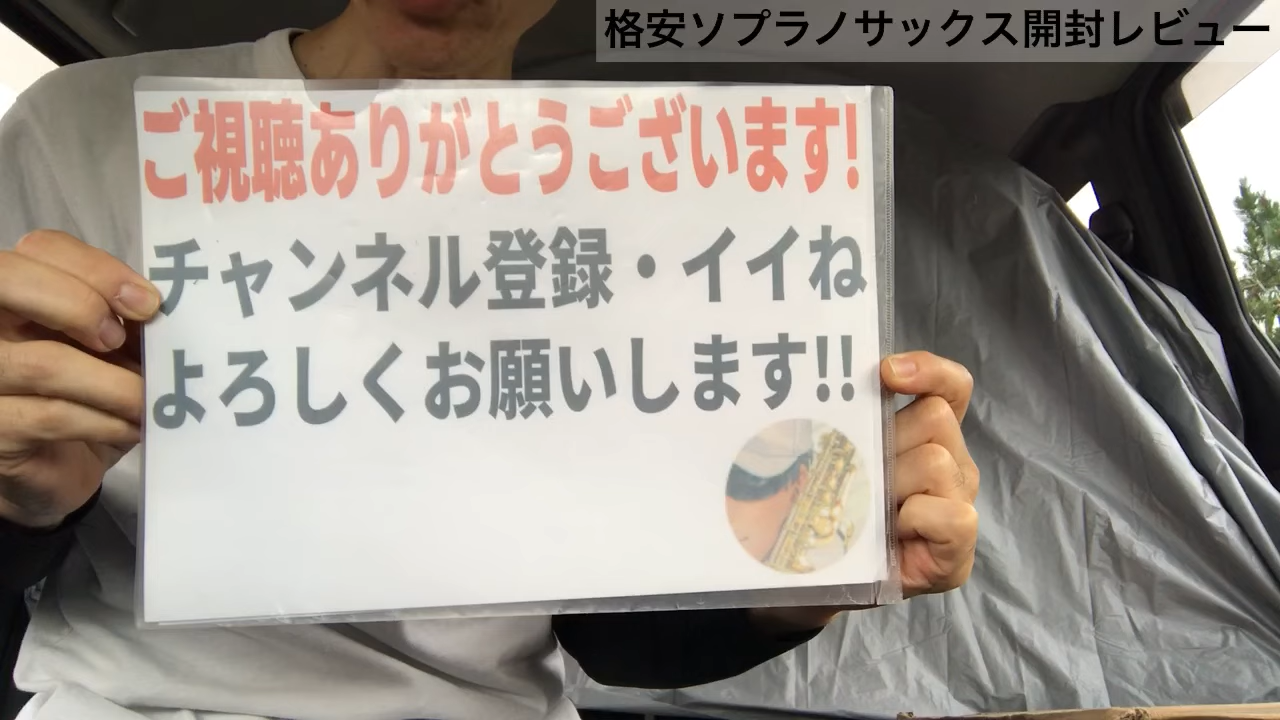 格安ソプラノサックス開封レビュー
ご視聴ありがとうございます!
チャンネル登録・イイね
よろしくお願いします!!